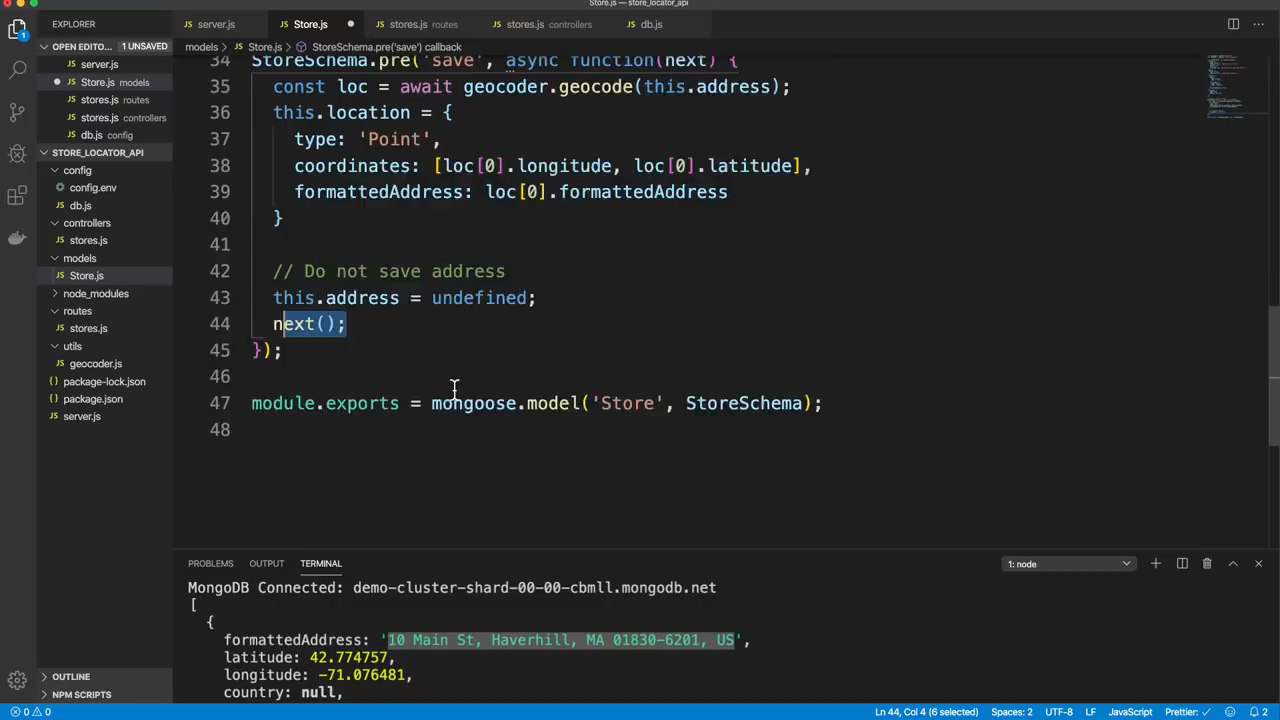 Store.js — store_locator_api
EXPLORER
server.js
Store.js
stores.js routes
stores.js controllers
db.js
OPEN EDITO... 1 UNSAVED
server.js
Store.js models
stores.js routes
stores.js controllers
db.js config
STORE_LOCATOR_API
config
config.env
db.js
controllers
stores.js
models
Store.js
node_modules
routes
stores.js
utils
geocoder.js
package-lock.json
package.json
server.js
OUTLINE
NPM SCRIPTS
models > Store.js > StoreSchema.pre('save') callback
34 StoreSchema.pre('save', async function(next) {
35 const loc = await geocoder.geocode(this.address);
36 this.location = {
37 type: 'Point',
38 coordinates: [loc[0].longitude, loc[0].latitude],
39 formattedAddress: loc[0].formattedAddress
40 }
41
42 // Do not save address
43 this.address = undefined;
44 next();
45 });
46
47 module.exports = mongoose.model('Store', StoreSchema);
48
PROBLEMS OUTPUT TERMINAL
1: node
MongoDB Connected: demo-cluster-shard-00-00-cbmll.mongodb.net
[
{
formattedAddress: '10 Main St, Haverhill, MA 01830-6201, US',
latitude: 42.774757,
longitude: -71.076481,
country: null,
0 0
Ln 44, Col 4 (6 selected) Spaces: 2 UTF-8 LF JavaScript Prettier: ✓ 2